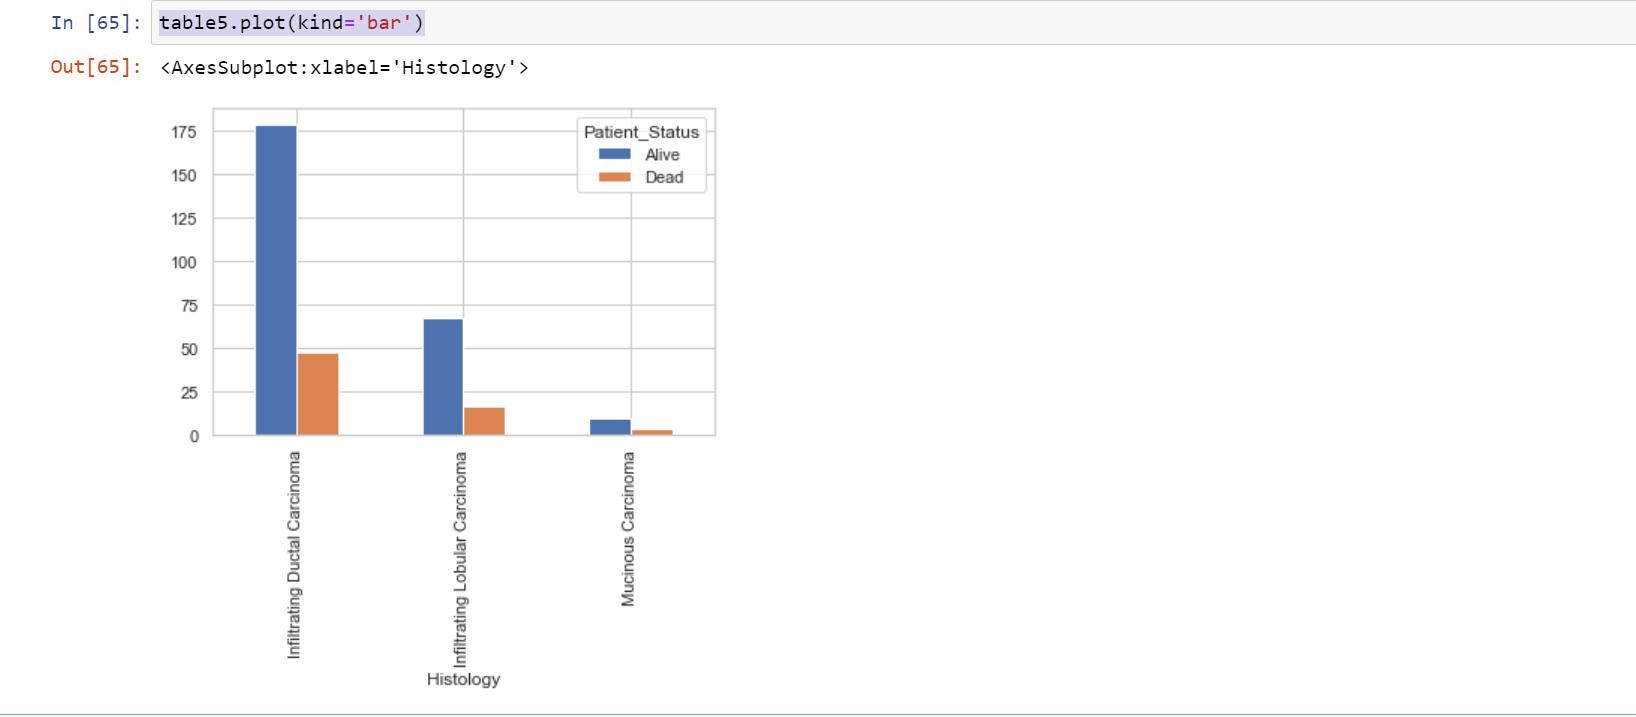 In [65]: table5.plot(kind='bar')
Out[65]: <AxesSubplot:xlabel='Histology'>
175
150
125
100
75
50
25
0
Patient_Status
Alive
Dead
Infiltrating Ductal Carcinoma
Infiltrating Lobular Carcinoma
Mucinous Carcinoma
Histology